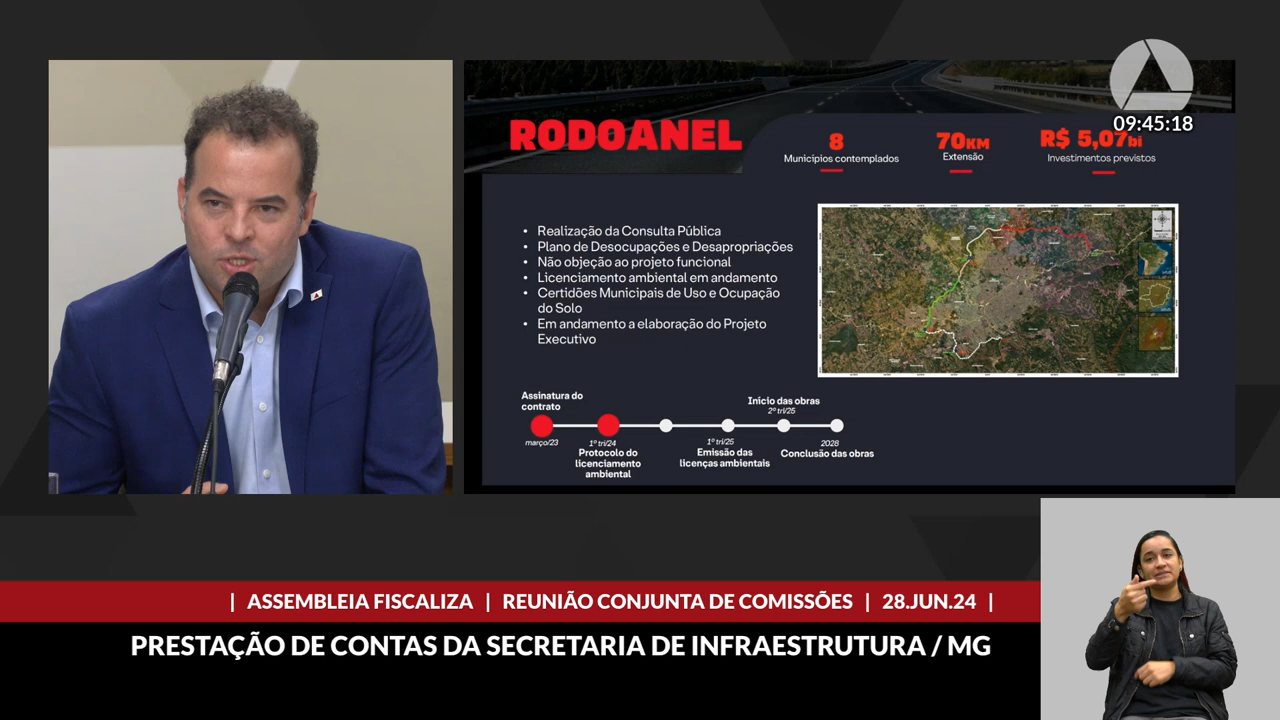 09:45:18
RODOANEL
8
Municípios contemplados
70KM
Extensão
R$ 5,07bi
Investimentos previstos
• Realização da Consulta Pública
• Plano de Desocupações e Desapropriações
• Não objeção ao projeto funcional
• Licenciamento ambiental em andamento
• Certidões Municipais de Uso e Ocupação
do Solo
• Em andamento a elaboração do Projeto
Executivo
Assinatura do
contrato
março/23
1º tri/24
Protocolo do
licenciamento
ambiental
1º tri/25
Emissão das
licenças ambientais
Início das obras
2º tri/25
2028
Conclusão das obras
| ASSEMBLEIA FISCALIZA | REUNIÃO CONJUNTA DE COMISSÕES | 28.JUN.24 |
PRESTAÇÃO DE CONTAS DA SECRETARIA DE INFRAESTRUTURA / MG